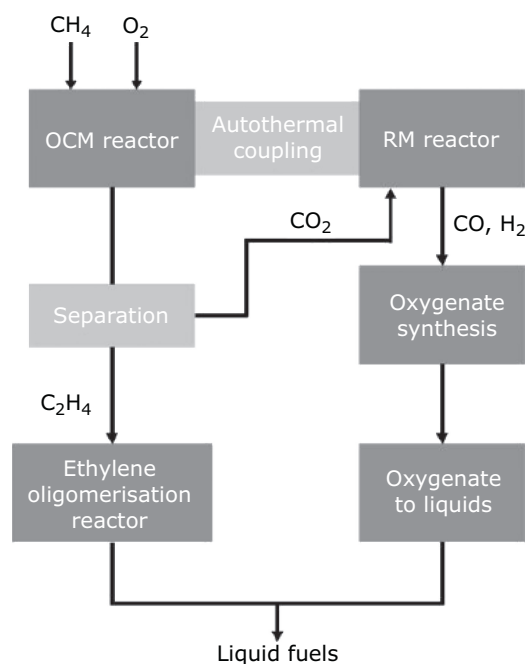 CH₄ O₂
OCM reactor
Autothermal
coupling
RM reactor
CO₂
CO, H₂
Separation
Oxygenate
synthesis
C₂H₄
Ethylene
oligomerisation
reactor
Oxygenate
to liquids
Liquid fuels